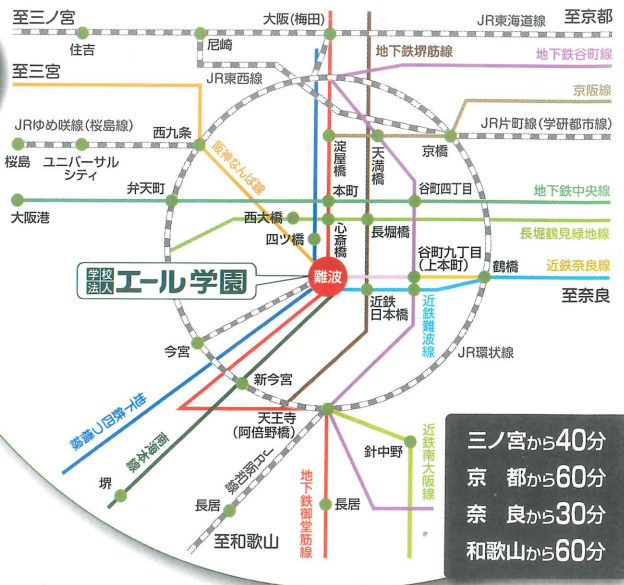 至三ノ宮
大阪(梅田)
JR東海道線
至京都
住吉
尼崎
地下鉄堺筋線
地下鉄谷町線
至三宮
JR東西線
京阪線
JRゆめ咲線(桜島線)
西九条
JR片町線(学研都市線)
桜島
ユニバーサル
シティ
阪神なんば線
淀屋橋
天満橋
京橋
弁天町
本町
谷町四丁目
地下鉄中央線
大阪港
西大橋
四ツ橋
心斎橋
長堀橋
長堀鶴見緑地線
谷町九丁目
(上本町)
鶴橋
近鉄奈良線
学校
法人
エール学園
難波
近鉄
日本橋
近鉄難波線
至奈良
JR環状線
今宮
新今宮
地下鉄四つ橋線
南海本線
天王寺
(阿倍野橋)
針中野
近鉄南大阪線
堺
JR阪和線
長居
地下鉄御堂筋線
長居
至和歌山
三ノ宮から40分
京 都から60分
奈 良から30分
和歌山から60分